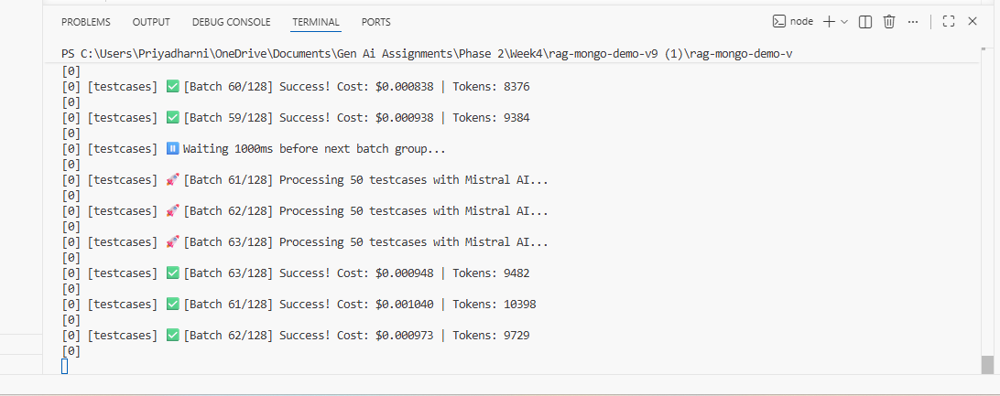 PROBLEMS OUTPUT DEBUG CONSOLE TERMINAL PORTS node
PS C:\Users\Priyadharni\OneDrive\Documents\Gen Ai Assignments\Phase 2\Week4\rag-mongo-demo-v9 (1)\rag-mongo-demo-v
[0]
[0] [testcases] ✅ [Batch 60/128] Success! Cost: $0.000838 | Tokens: 8376
[0]
[0] [testcases] ✅ [Batch 59/128] Success! Cost: $0.000938 | Tokens: 9384
[0]
[0] [testcases] ⏸️ Waiting 1000ms before next batch group...
[0]
[0] [testcases] 🚀 [Batch 61/128] Processing 50 testcases with Mistral AI...
[0]
[0] [testcases] 🚀 [Batch 62/128] Processing 50 testcases with Mistral AI...
[0]
[0] [testcases] 🚀 [Batch 63/128] Processing 50 testcases with Mistral AI...
[0]
[0] [testcases] ✅ [Batch 63/128] Success! Cost: $0.000948 | Tokens: 9482
[0]
[0] [testcases] ✅ [Batch 61/128] Success! Cost: $0.001040 | Tokens: 10398
[0]
[0] [testcases] ✅ [Batch 62/128] Success! Cost: $0.000973 | Tokens: 9729
[0]